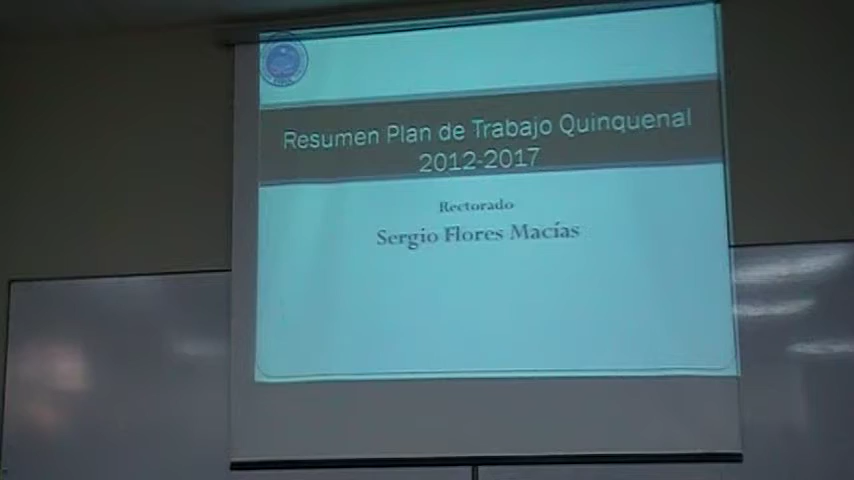 Resumen Plan de Trabajo Quinquenal
2012-2017
Rectorado
Sergio Flores Macías